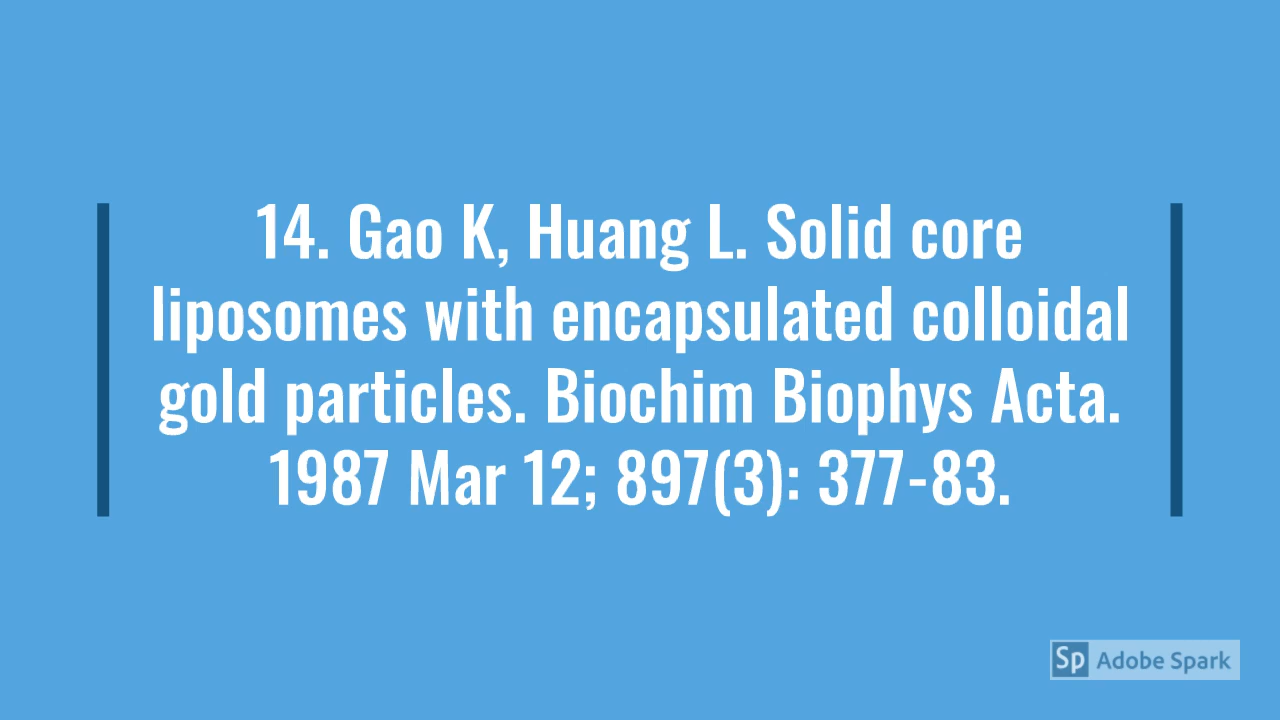 14. Gao K, Huang L. Solid core
liposomes with encapsulated colloidal
gold particles. Biochim Biophys Acta.
1987 Mar 12; 897(3): 377-83.
Sp Adobe Spark